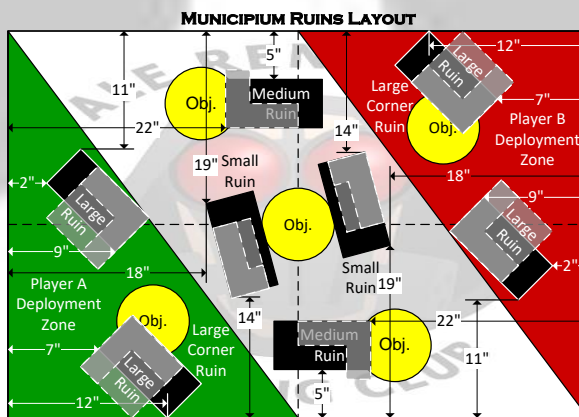 MUNICIPIUM RUINS LAYOUT
5"
12"
11"
Large
Ruin
Large
Corner
Ruin
Obj.
Medium
Ruin
Obj.
7"
Player B
Deployment
Zone
22"
14"
19"
Small
Ruin
18"
2"
Large
Ruin
9"
Large
Ruin
Obj.
9"
2"
18"
Small
Ruin
19"
Player A
Deployment
Zone
14"
22"
Obj.
Large
Corner
Ruin
Medium
Ruin
Obj.
11"
7"
Large
Ruin
5"
12"